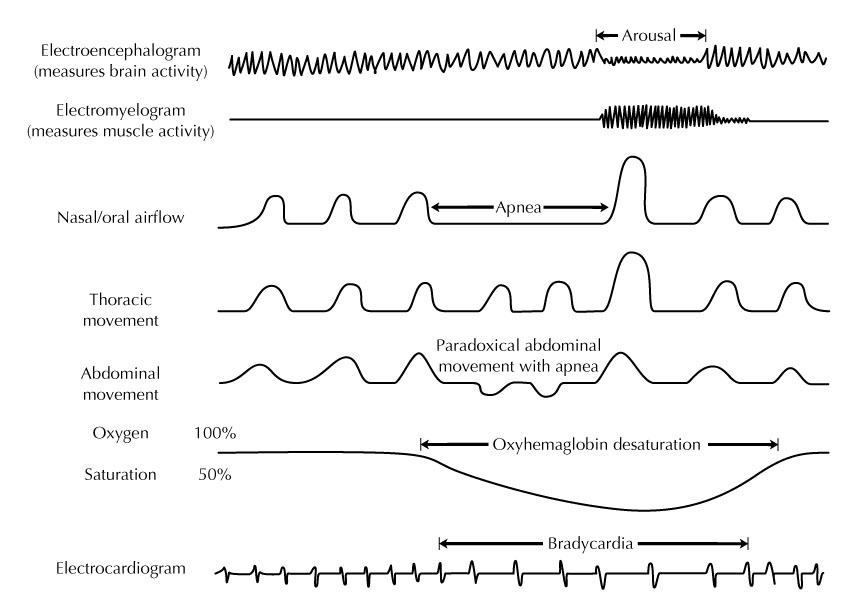 Arousal
Electroencephalogram
(measures brain activity)
Electromyelogram
(measures muscle activity)
Nasal/oral airflow
Apnea
Thoracic
movement
Paradoxical abdominal
movement with apnea
Abdominal
movement
Oxygen 100%
Oxyhemaglobin desaturation
Saturation 50%
Bradycardia
Electrocardiogram